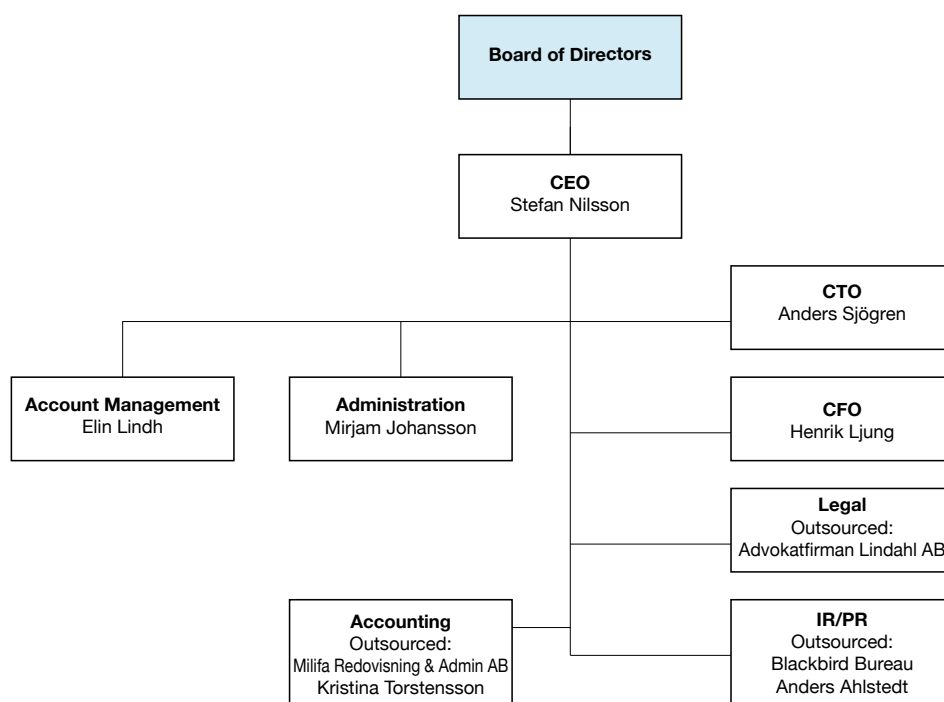 Board of Directors
CEO
Stefan Nilsson
CTO
Anders Sjögren
Account Management
Elin Lindh
Administration
Mirjam Johansson
CFO
Henrik Ljung
Legal
Outsourced:
Advokatfirman Lindahl AB
Accounting
Outsourced:
Milifa Redovisning & Admin AB
Kristina Torstensson
IR/PR
Outsourced:
Blackbird Bureau
Anders Ahlstedt